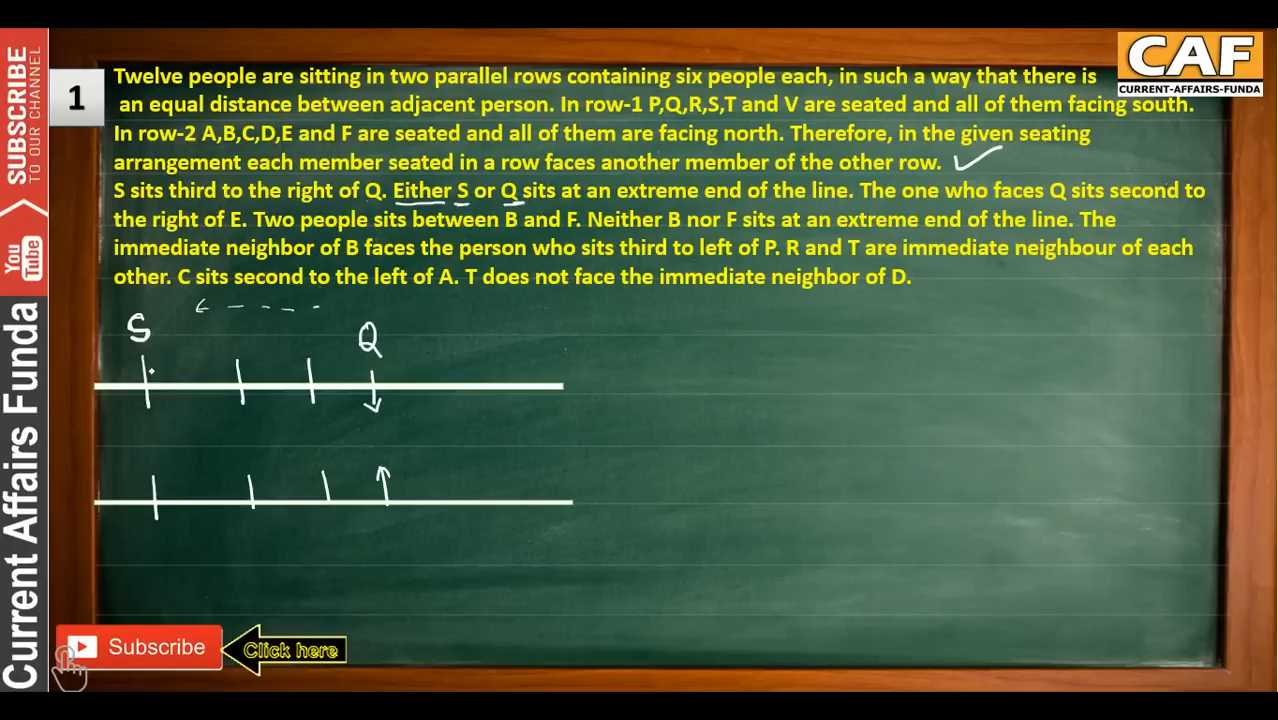 SUBSCRIBE
TO OUR CHANNEL
You
Tube
Current Affairs Funda
CAF
CURRENT-AFFAIRS-FUNDA
1
Twelve people are sitting in two parallel rows containing six people each, in such a way that there is
an equal distance between adjacent person. In row-1 P,Q,R,S,T and V are seated and all of them facing south.
In row-2 A,B,C,D,E and F are seated and all of them are facing north. Therefore, in the given seating
arrangement each member seated in a row faces another member of the other row.
S sits third to the right of Q. Either S or Q sits at an extreme end of the line. The one who faces Q sits second to
the right of E. Two people sits between B and F. Neither B nor F sits at an extreme end of the line. The
immediate neighbor of B faces the person who sits third to left of P. R and T are immediate neighbour of each
other. C sits second to the left of A. T does not face the immediate neighbor of D.
S
Q
Subscribe
Click here